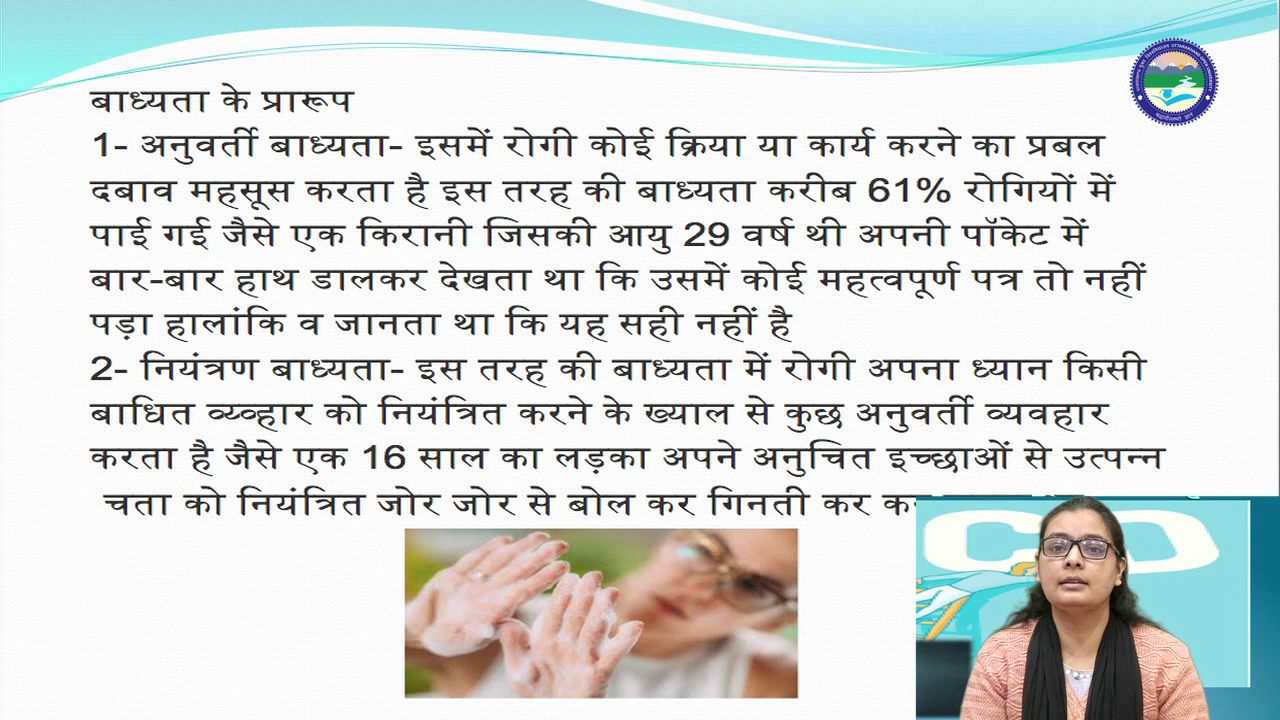 बाध्यता के प्रारूप
1- अनुवर्ती बाध्यता- इसमें रोगी कोई क्रिया या कार्य करने का प्रबल
दबाव महसूस करता है इस तरह की बाध्यता करीब 61% रोगियों में
पाई गई जैसे एक किरानी जिसकी आयु 29 वर्ष थी अपनी पॉकेट में
बार-बार हाथ डालकर देखता था कि उसमें कोई महत्वपूर्ण पत्र तो नहीं
पड़ा हालांकि व जानता था कि यह सही नहीं है
2- नियंत्रण बाध्यता- इस तरह की बाध्यता में रोगी अपना ध्यान किसी
बाधित व्य्व्हार को नियंत्रित करने के ख्याल से कुछ अनुवर्ती व्यवहार
करता है जैसे एक 16 साल का लड़का अपने अनुचित इच्छाओं से उत्पन्न
चता को नियंत्रित जोर जोर से बोल कर गिनती कर